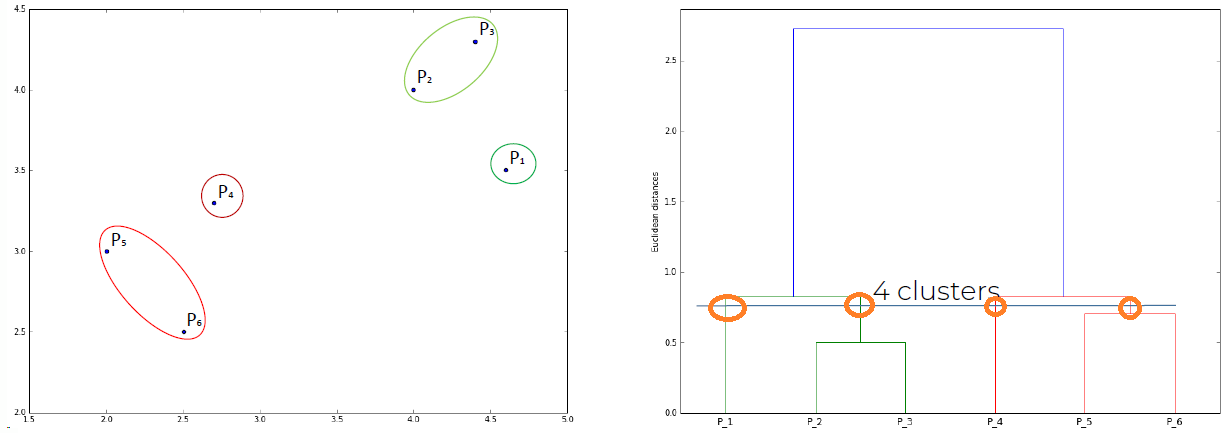 4.5
4.0
3.5
3.0
2.5
2.0
1.5
2.0
2.5
3.0
3.5
4.0
4.5
5.0
P₃
P₂
P₁
P₄
P₅
P₆
Euclidean distances
2.5
2.0
1.5
1.0
0.5
0.0
4 clusters
P_1
P_2
P_3
P_4
P_5
P_6